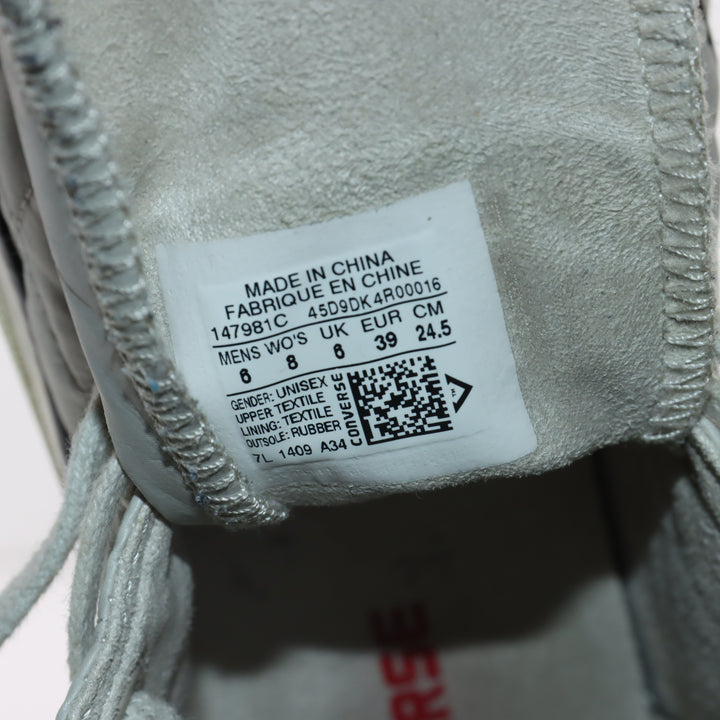 MADE IN CHINA
FABRIQUE EN CHINE
147981C 45D9DK4R00016
MENS WO'S UK EUR CM
6 8 6 39 24.5
GENDER: UNISEX
UPPER: TEXTILE
LINING: TEXTILE
OUTSOLE: RUBBER
7L 1409 A34
CONVERSE
ERSE